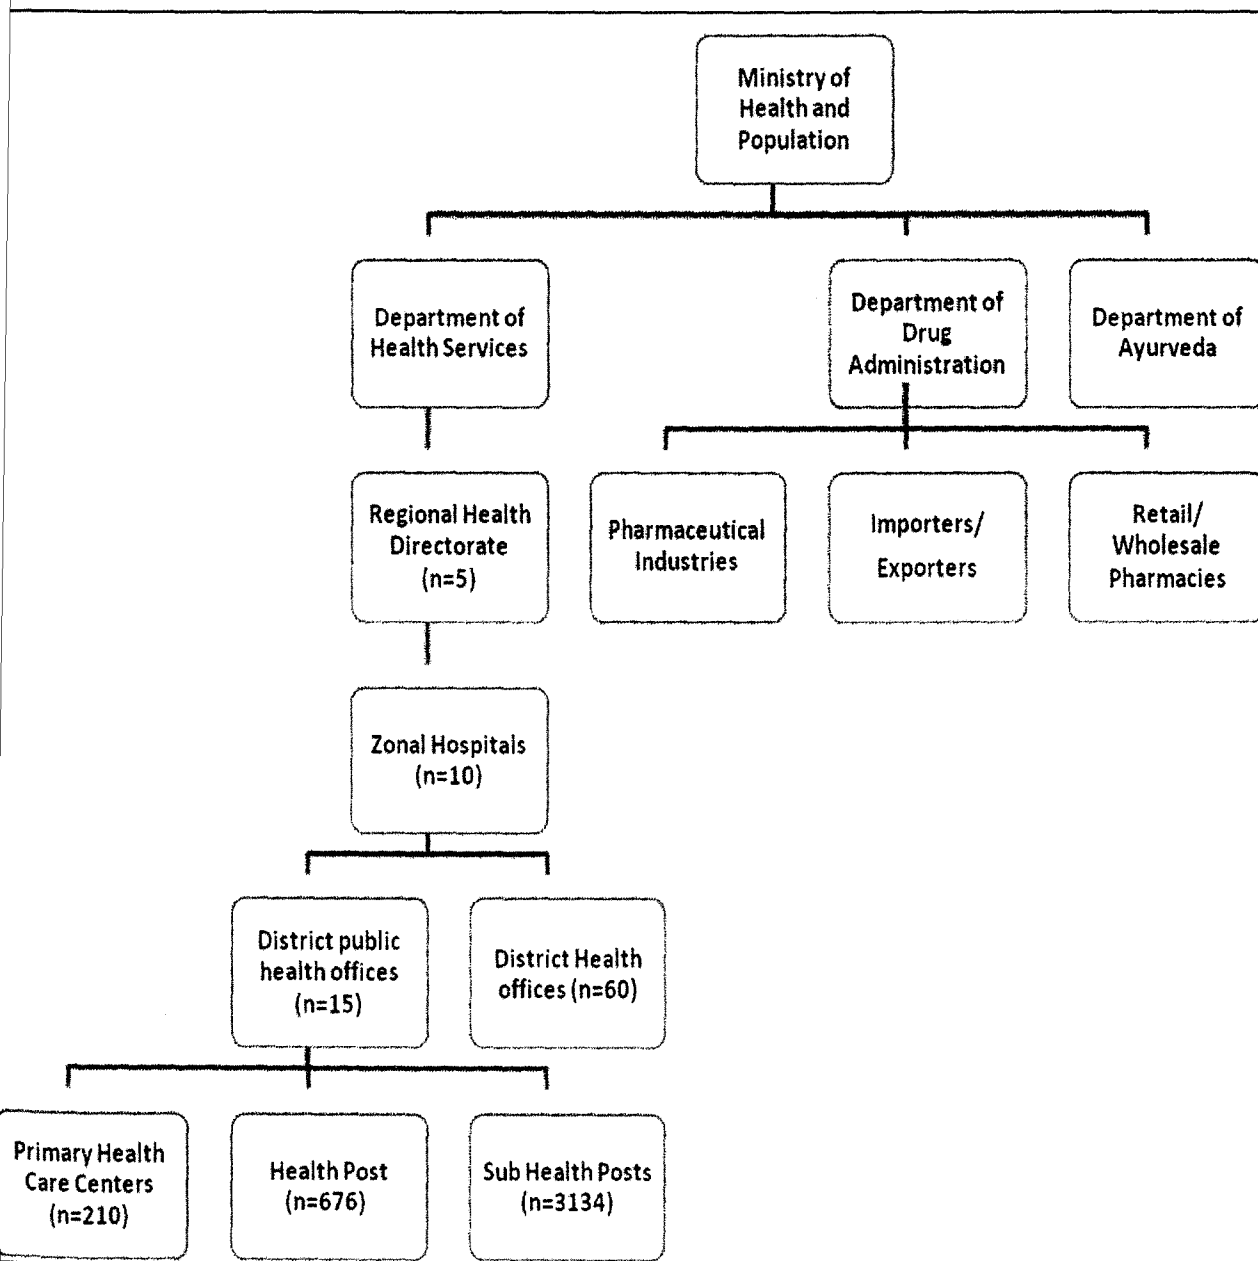 Ministry of
Health and
Population
Department of
Health Services
Department of
Drug
Administration
Department of
Ayurveda
Regional Health
Directorate
(n=5)
Pharmaceutical
Industries
Importers/
Exporters
Retail/
Wholesale
Pharmacies
Zonal Hospitals
(n=10)
District public
health offices
(n=15)
District Health
offices (n=60)
Primary Health
Care Centers
(n=210)
Health Post
(n=676)
Sub Health Posts
(n=3134)